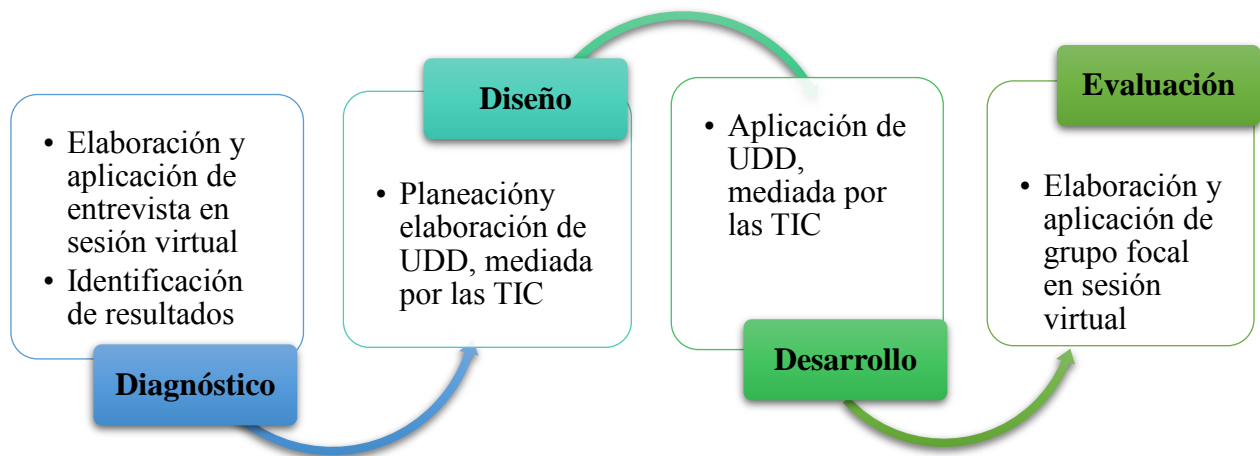 • Elaboración y
aplicación de
entrevista en
sesión virtual
• Identificación
de resultados
Diagnóstico
Diseño
• Planeacióny
elaboración de
UDD, mediada
por las TIC
• Aplicación de
UDD,
mediada por
las TIC
Desarrollo
Evaluación
• Elaboración y
aplicación de
grupo focal
en sesión
virtual